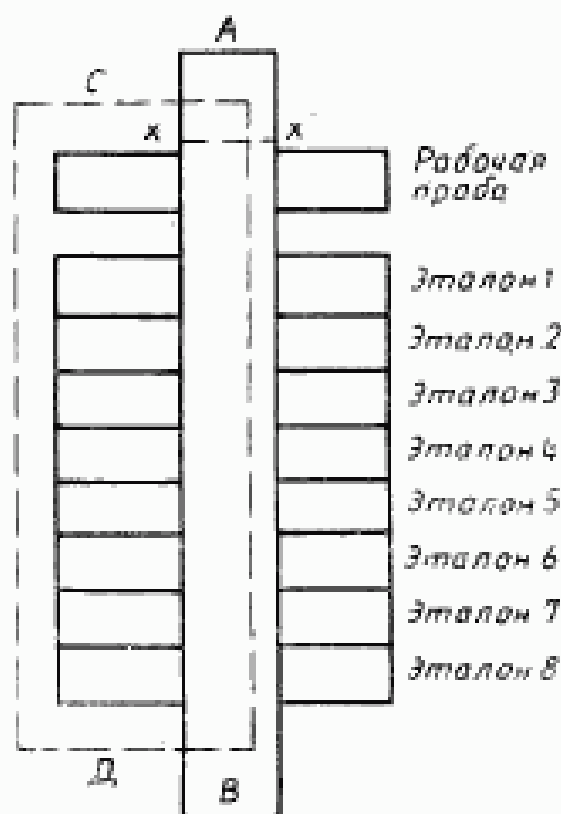 А
С
х х
Рабочая
проба
Эталон 1
Эталон 2
Эталон 3
Эталон 4
Эталон 5
Эталон 6
Эталон 7
Эталон 8
Д
В